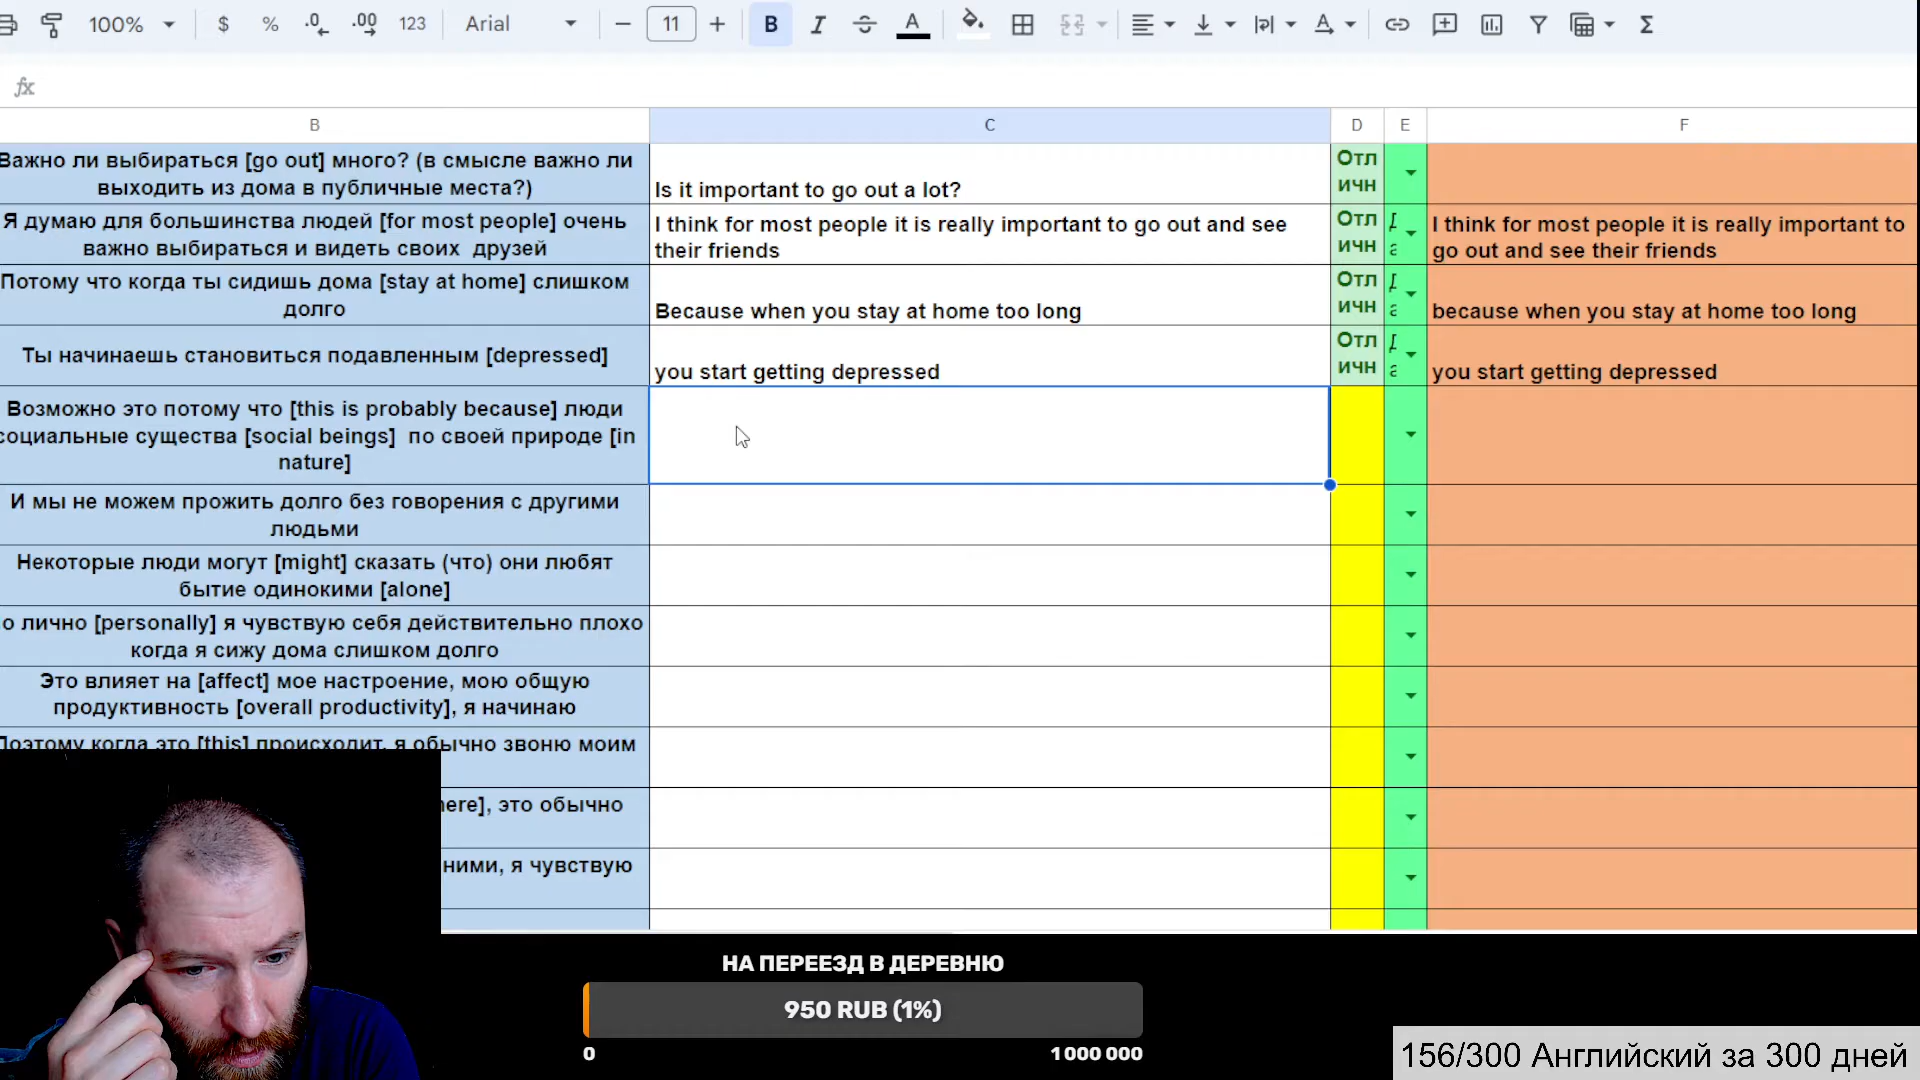 100%
$ % .0 .00 123 Arial 11 B I A Σ
fx
B C D E F
Важно ли выбираться [go out] много? (в смысле важно ли
выходить из дома в публичные места?)
Is it important to go out a lot?
Отл
ичн
Я думаю для большинства людей [for most people] очень
важно выбираться и видеть своих друзей
I think for most people it is really important to go out and see
their friends
Отл
ичн
I think for most people it is really important to
go out and see their friends
Потому что когда ты сидишь дома [stay at home] слишком
долго
Because when you stay at home too long
Отл
ичн
because when you stay at home too long
Ты начинаешь становиться подавленным [depressed]
you start getting depressed
Отл
ичн
you start getting depressed
Возможно это потому что [this is probably because] люди
социальные существа [social beings] по своей природе [in
nature]
И мы не можем прожить долго без говорения с другими
людьми
Некоторые люди могут [might] сказать (что) они любят
бытие одинокими [alone]
о лично [personally] я чувствую себя действительно плохо
когда я сижу дома слишком долго
Это влияет на [affect] мое настроение, мою общую
продуктивность [overall productivity], я начинаю
Поэтому когда это [this] происходит, я обычно звоню моим
here], это обычно
ними, я чувствую
НА ПЕРЕЕЗД В ДЕРЕВНЮ
950 RUB (1%)
0 1 000 000
156/300 Английский за 300 дней